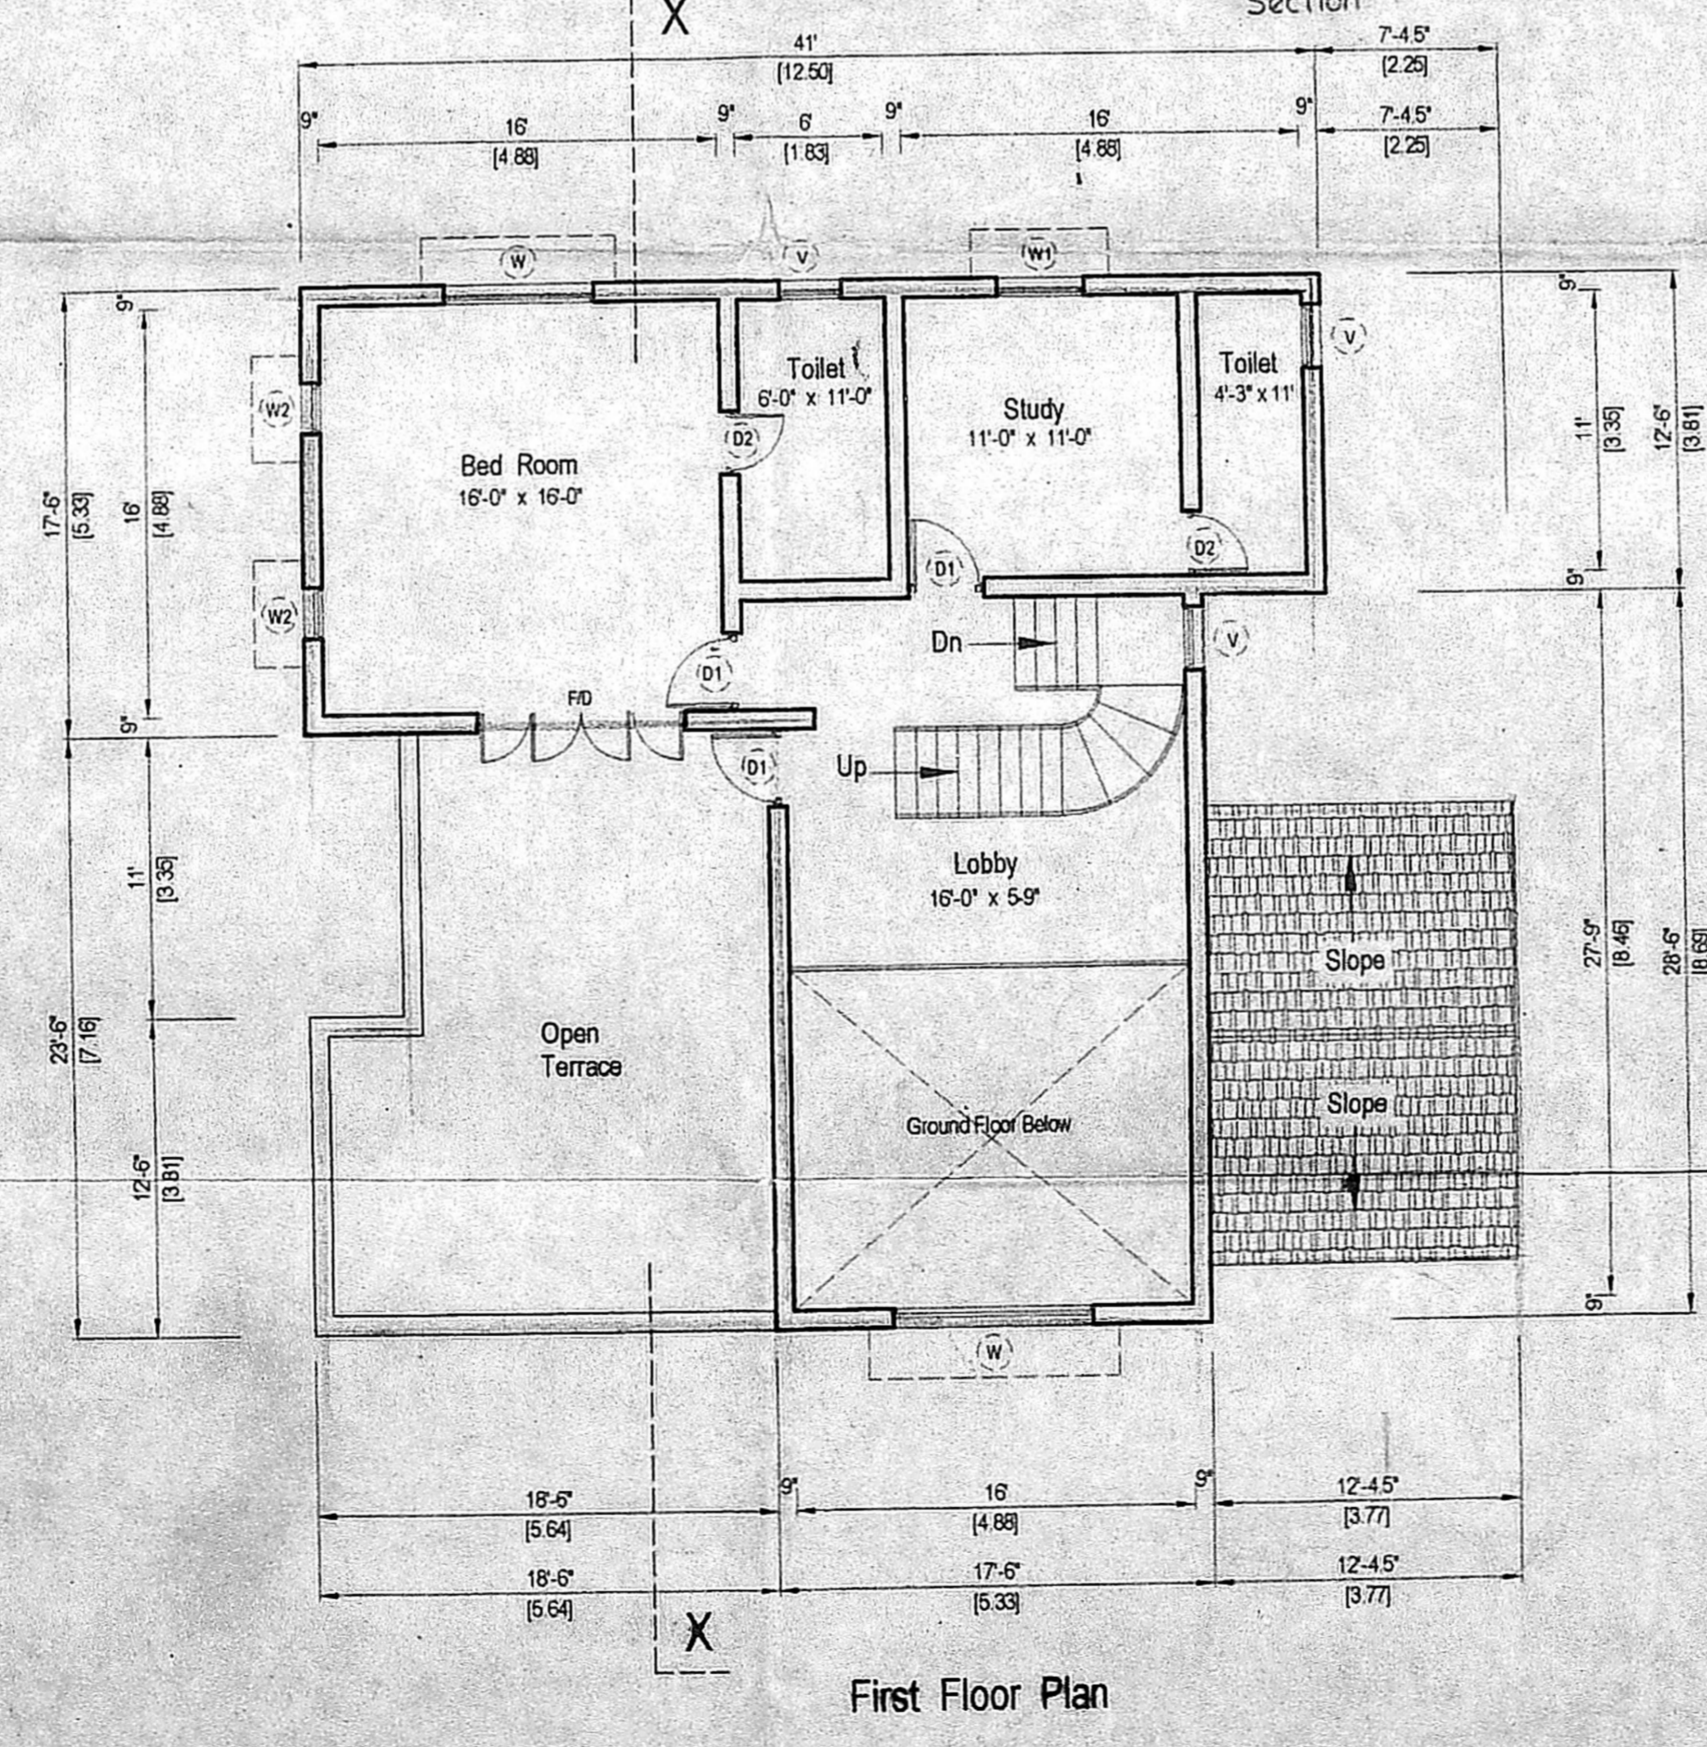 Section
X
41'
[12.50]
7'-4.5"
[2.25]
9"
16'
[4.88]
9"
6'
[1.83]
9"
16'
[4.88]
9"
7'-4.5"
[2.25]
W
V
W1
9"
9"
V
Toilet
6'-0" x 11'-0"
Toilet
4'-3" x 11'
W2
Study
11'-0" x 11'-0"
D2
11'
[3.35]
12'-6"
[3.81]
Bed Room
16'-0" x 16'-0"
17'-6"
[5.33]
16'
[4.88]
D2
D1
9"
W2
Dn
V
D1
F/D
9"
D1
Up
Lobby
16'-0" x 5-9"
11'
[3.35]
27'-9"
[8.46]
28'-6"
[8.69]
Slope
Open
Terrace
23'-6"
[7.16]
Slope
Ground Floor Below
12'-6"
[3.81]
9"
W
18'-6"
[5.64]
9"
16'
[4.88]
9"
12'-4.5"
[3.77]
18'-6"
[5.64]
17'-6"
[5.33]
12'-4.5"
[3.77]
X
First Floor Plan